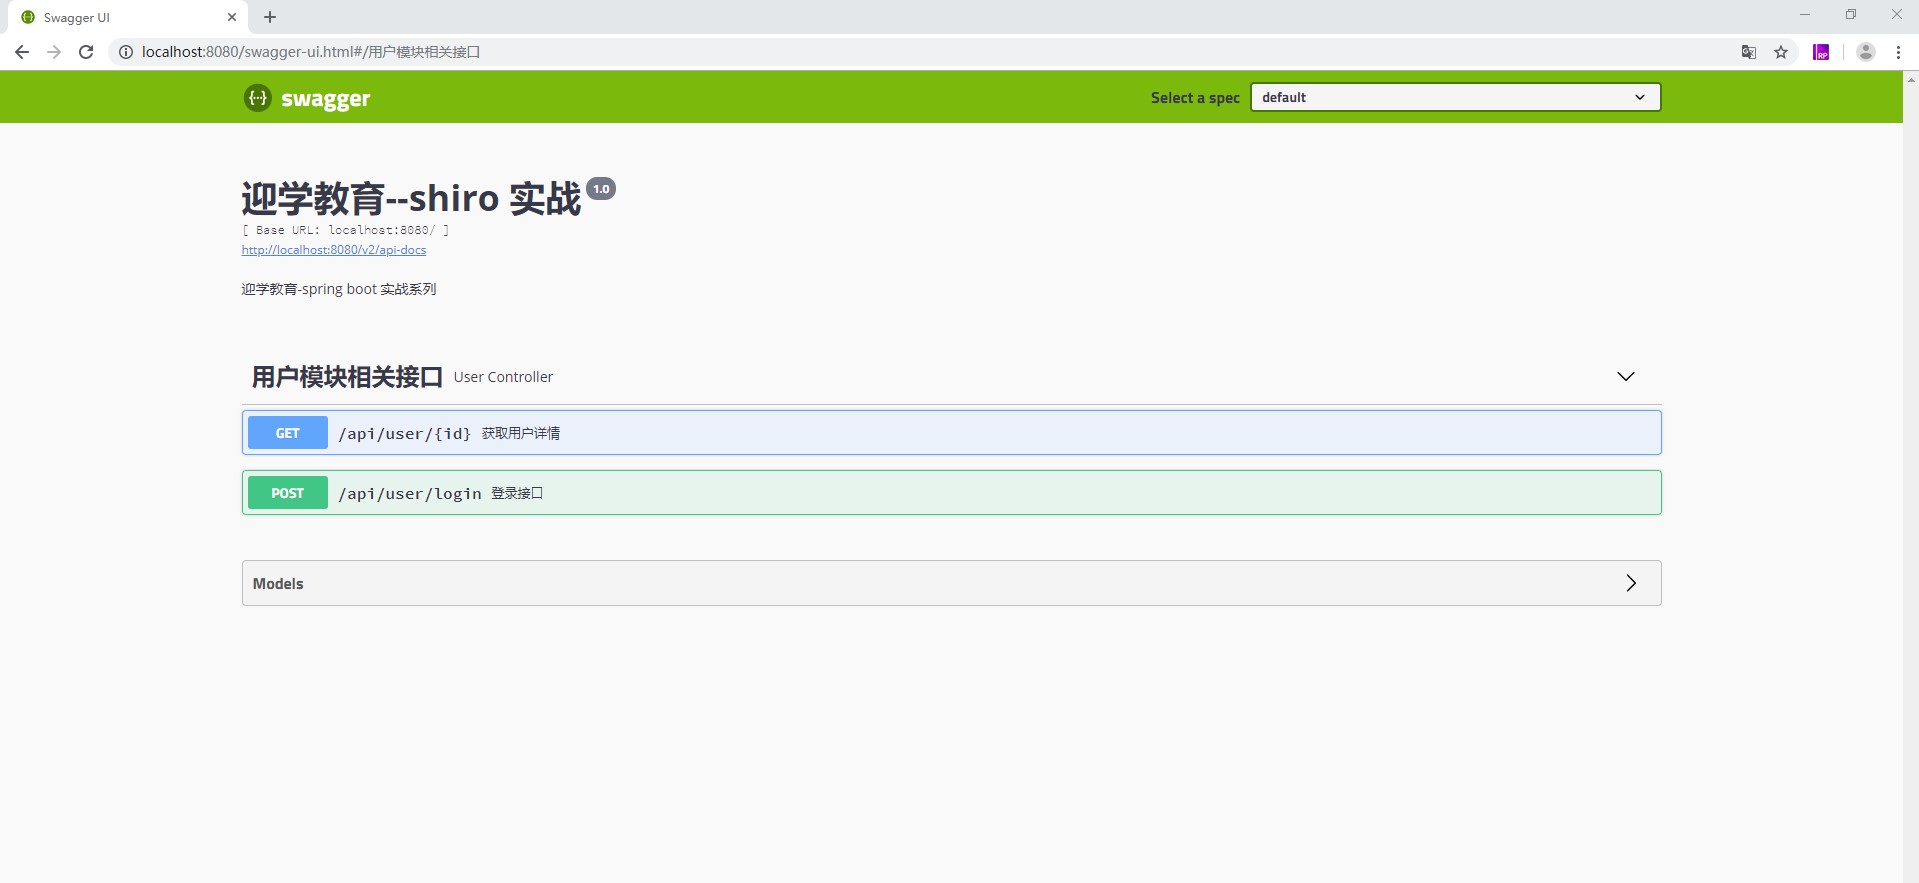 Swagger UI
localhost:8080/swagger-ui.html#/用户模块相关接口
RP
{···} swagger
Select a spec default
迎学教育--shiro 实战 1.0
[ Base URL: localhost:8080/ ]
http://localhost:8080/v2/api-docs
迎学教育-spring boot 实战系列
用户模块相关接口 User Controller
GET /api/user/{id} 获取用户详情
POST /api/user/login 登录接口
Models